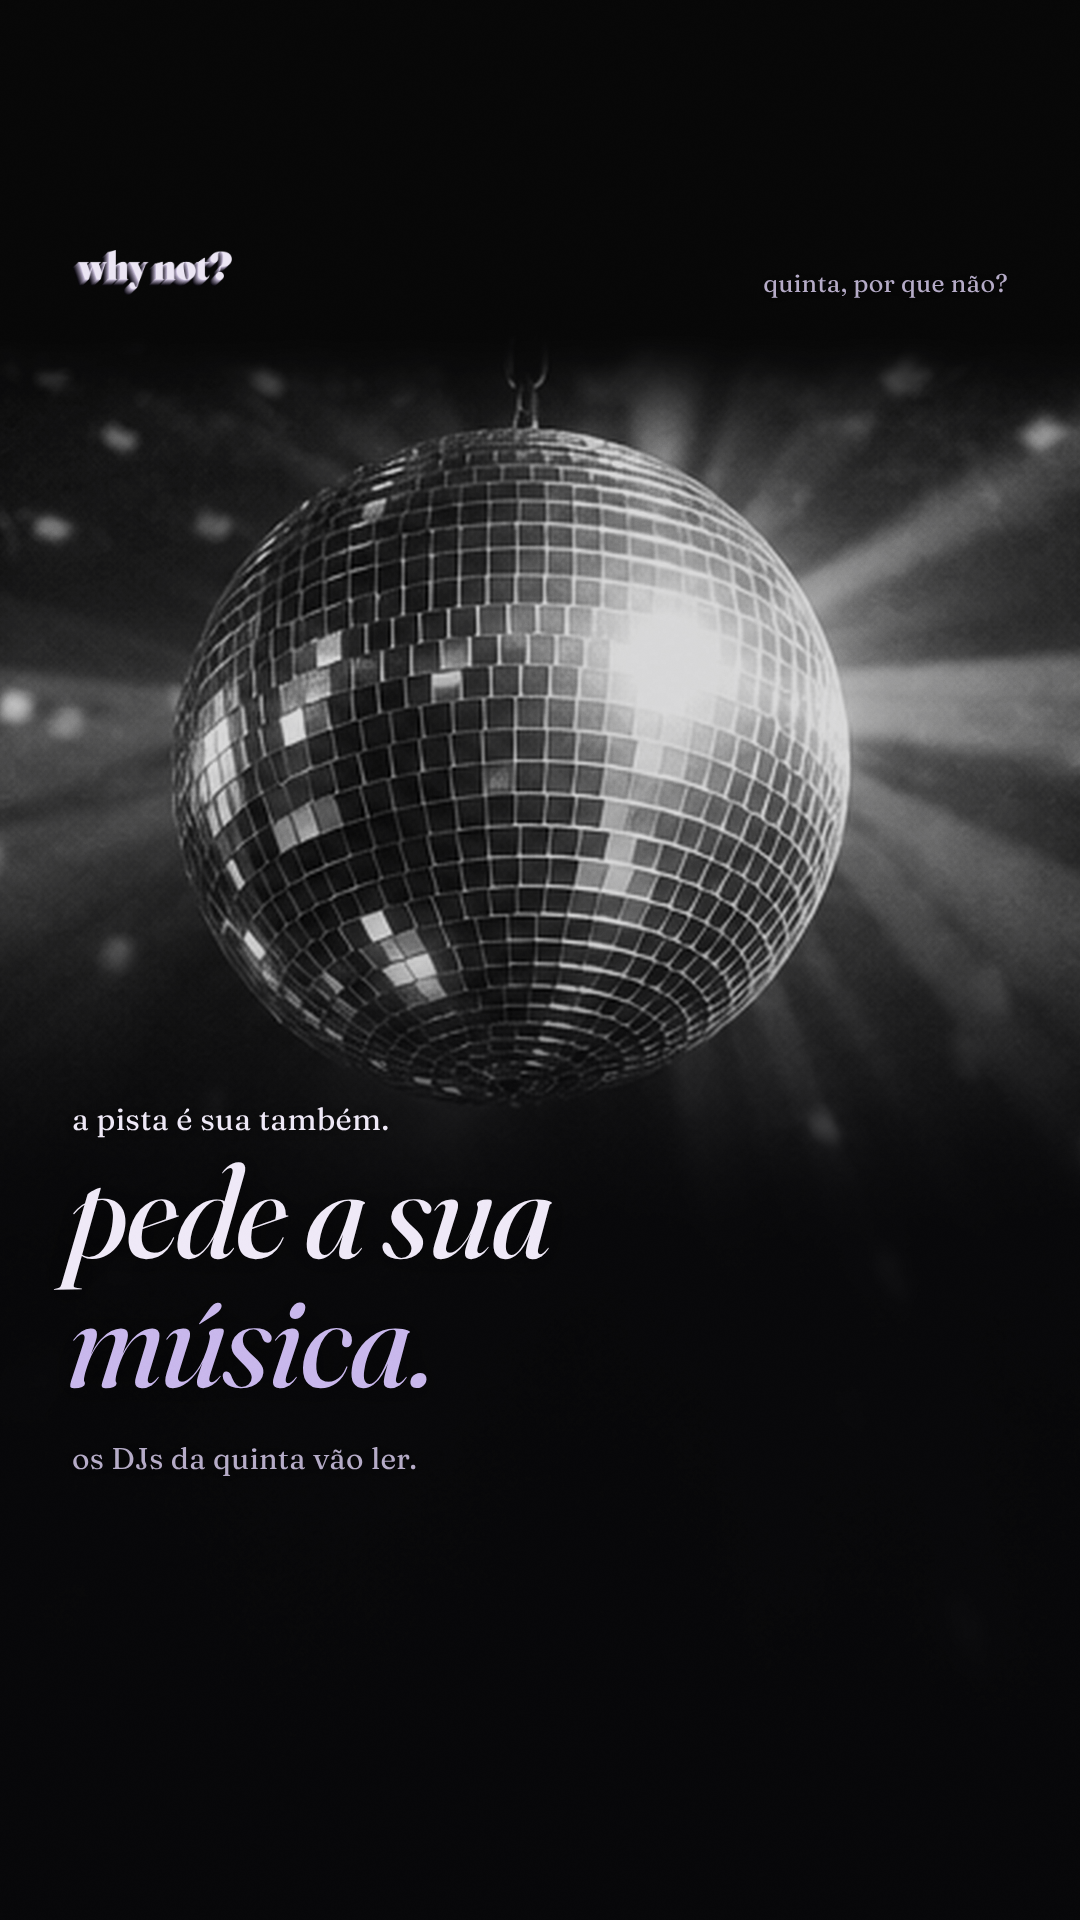 why not?
quinta, por que não?
a pista é sua também.
pede a sua
música.
os DJs da quinta vão ler.